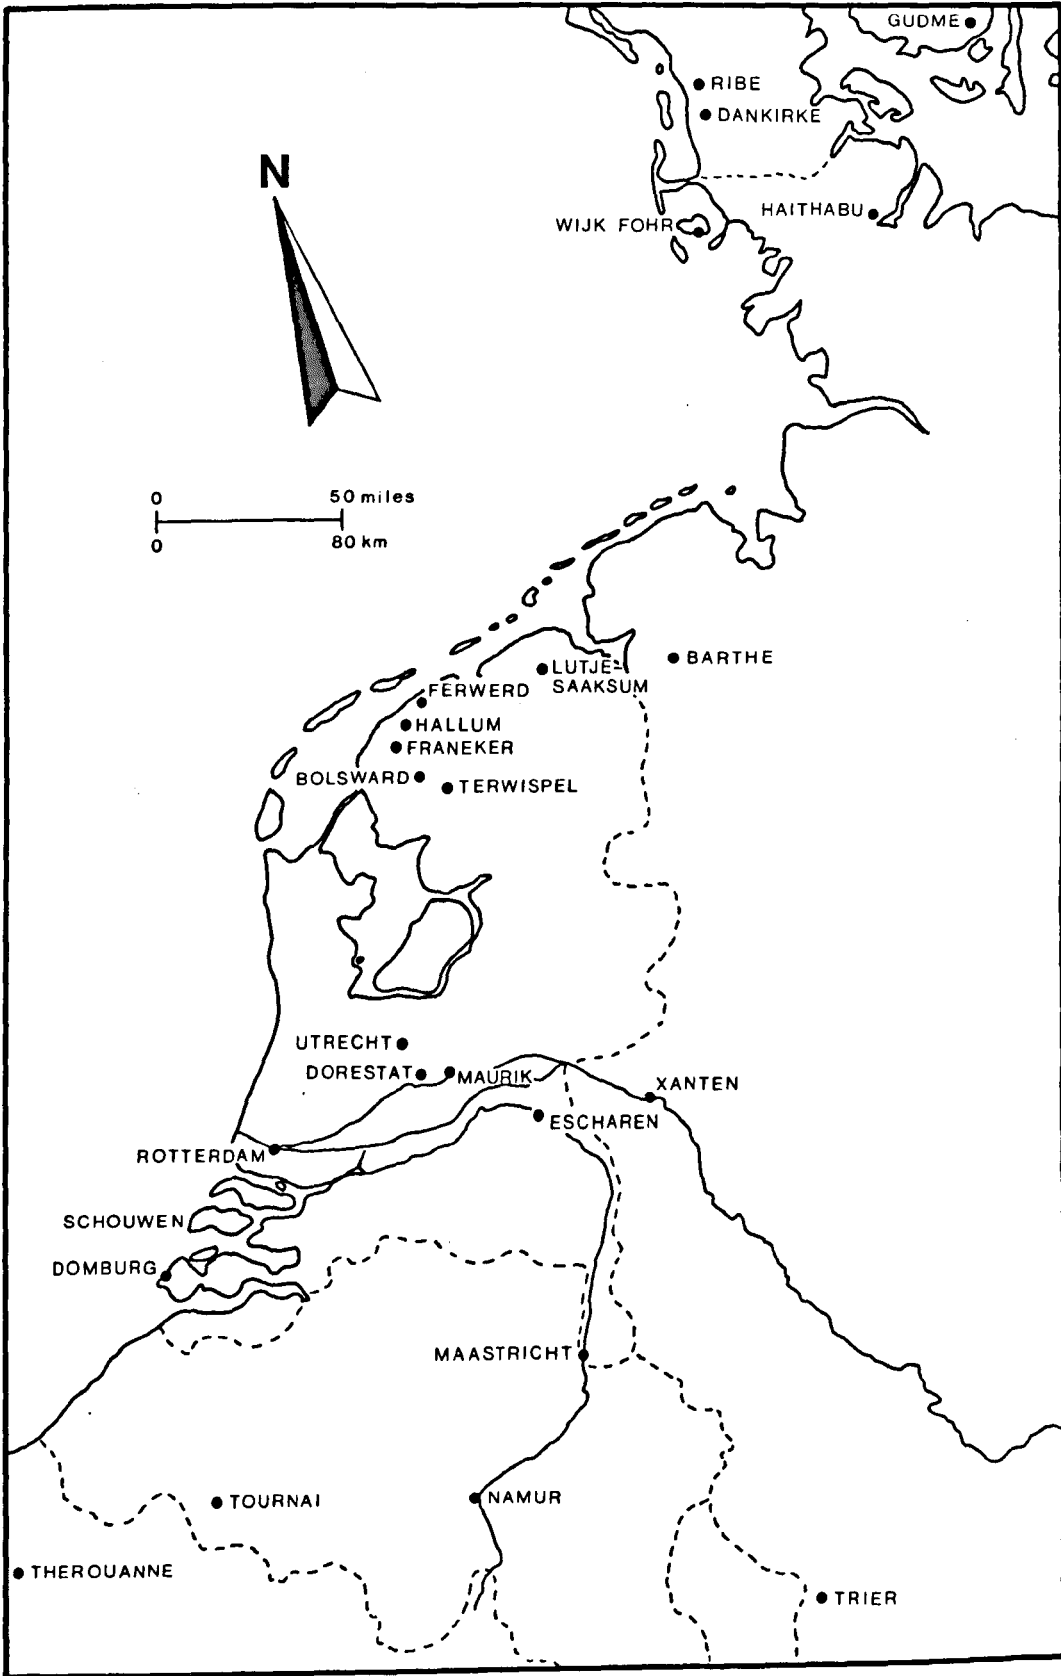 GUDME
RIBE
DANKIRKE
N
HAITHABU
WIJK FOHR
0 50 miles
0 80 km
BARTHE
LUTJE-
SAAKSUM
FERWERD
HALLUM
FRANEKER
BOLSWARD
TERWISPEL
UTRECHT
DORESTAT
MAURIK
XANTEN
ESCHAREN
ROTTERDAM
SCHOUWEN
DOMBURG
MAASTRICHT
TOURNAI
NAMUR
THEROUANNE
TRIER